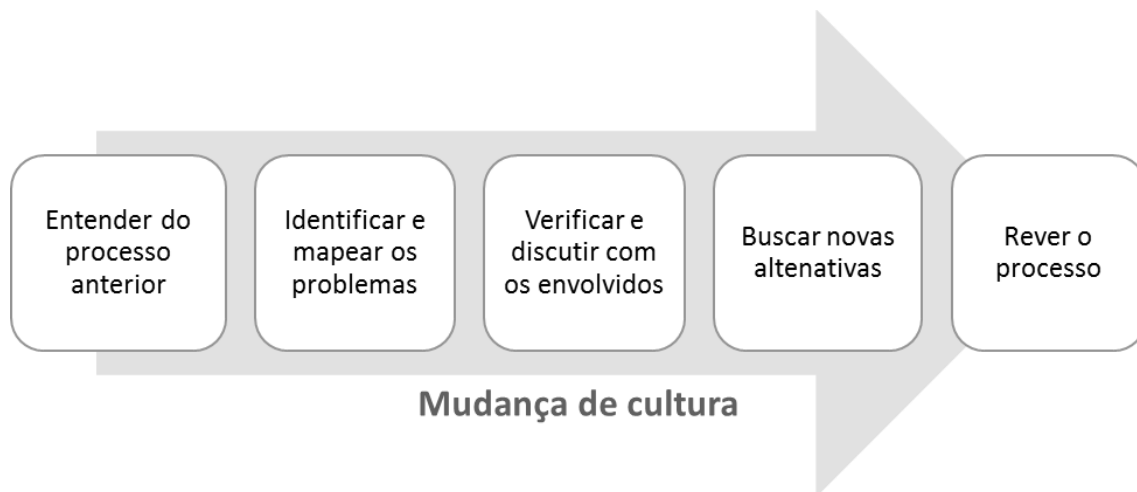 Entender do
processo
anterior
Identificar e
mapear os
problemas
Verificar e
discutir com
os envolvidos
Buscar novas
altenativas
Rever o
processo
Mudança de cultura